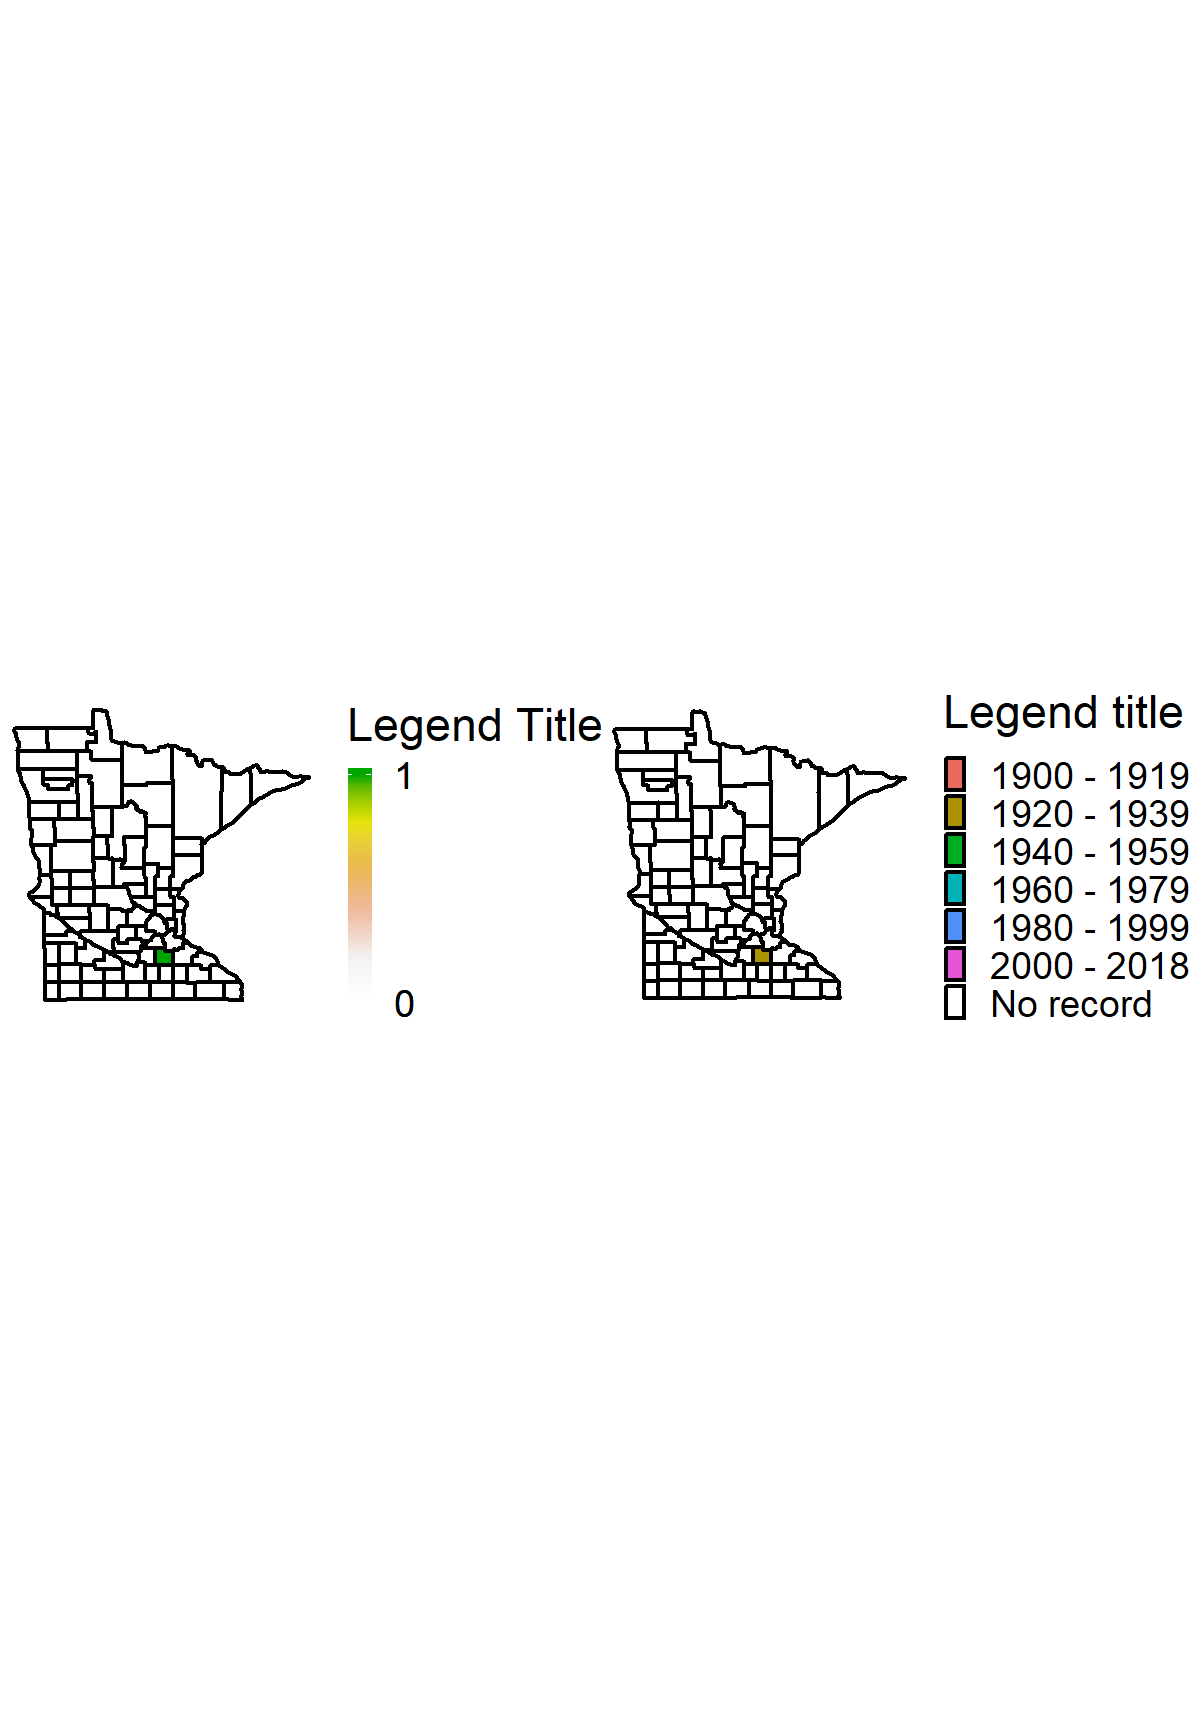 Legend Title
1
0
Legend title
1900 - 1919
1920 - 1939
1940 - 1959
1960 - 1979
1980 - 1999
2000 - 2018
No record